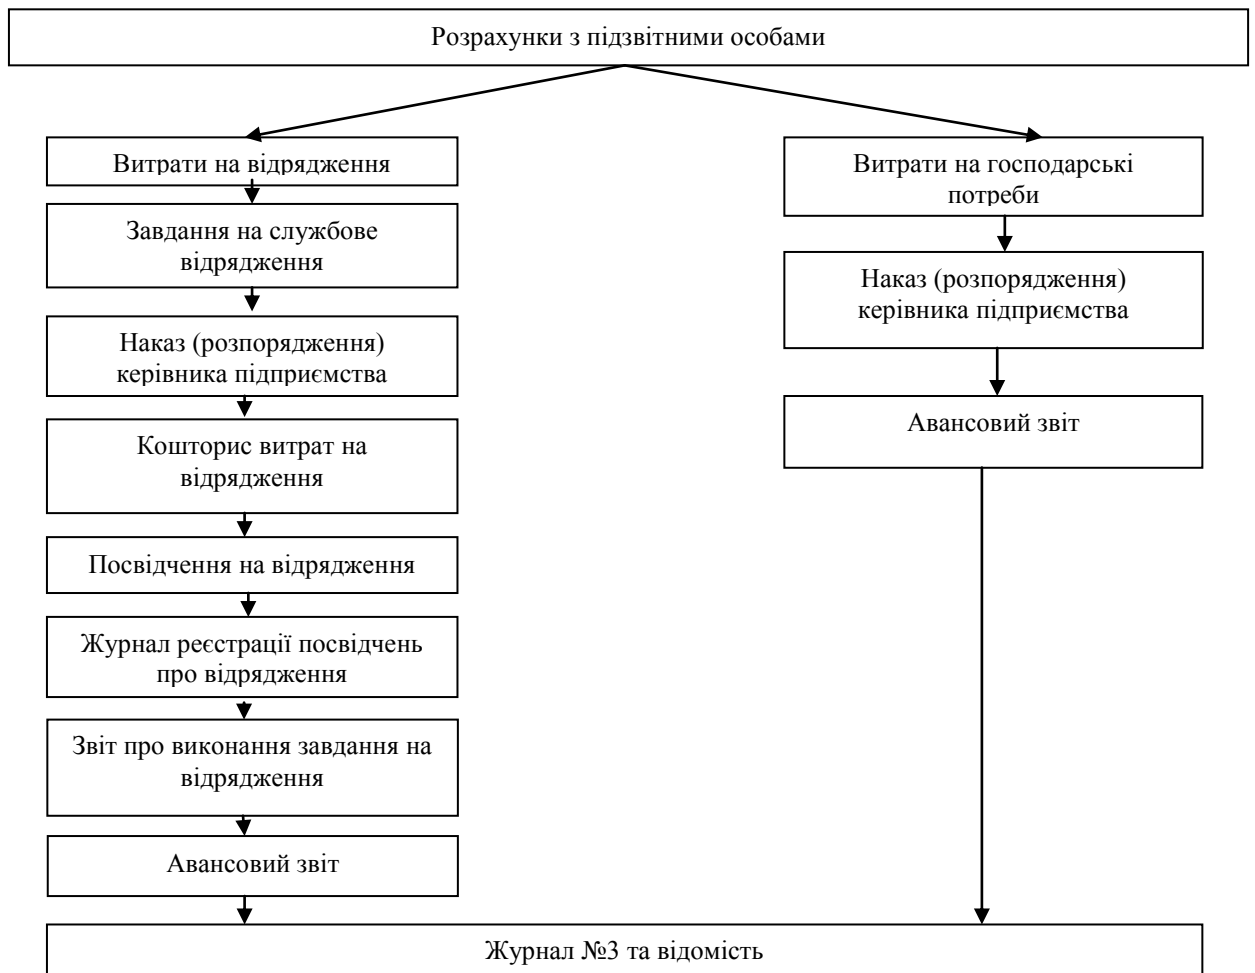 Розрахунки з підзвітними особами
Витрати на відрядження
Завдання на службове
відрядження
Наказ (розпорядження)
керівника підприємства
Кошторис витрат на
відрядження
Посвідчення на відрядження
Журнал реєстрації посвідчень
про відрядження
Звіт про виконання завдання на
відрядження
Авансовий звіт
Витрати на господарські
потреби
Наказ (розпорядження)
керівника підприємства
Авансовий звіт
Журнал №3 та відомість